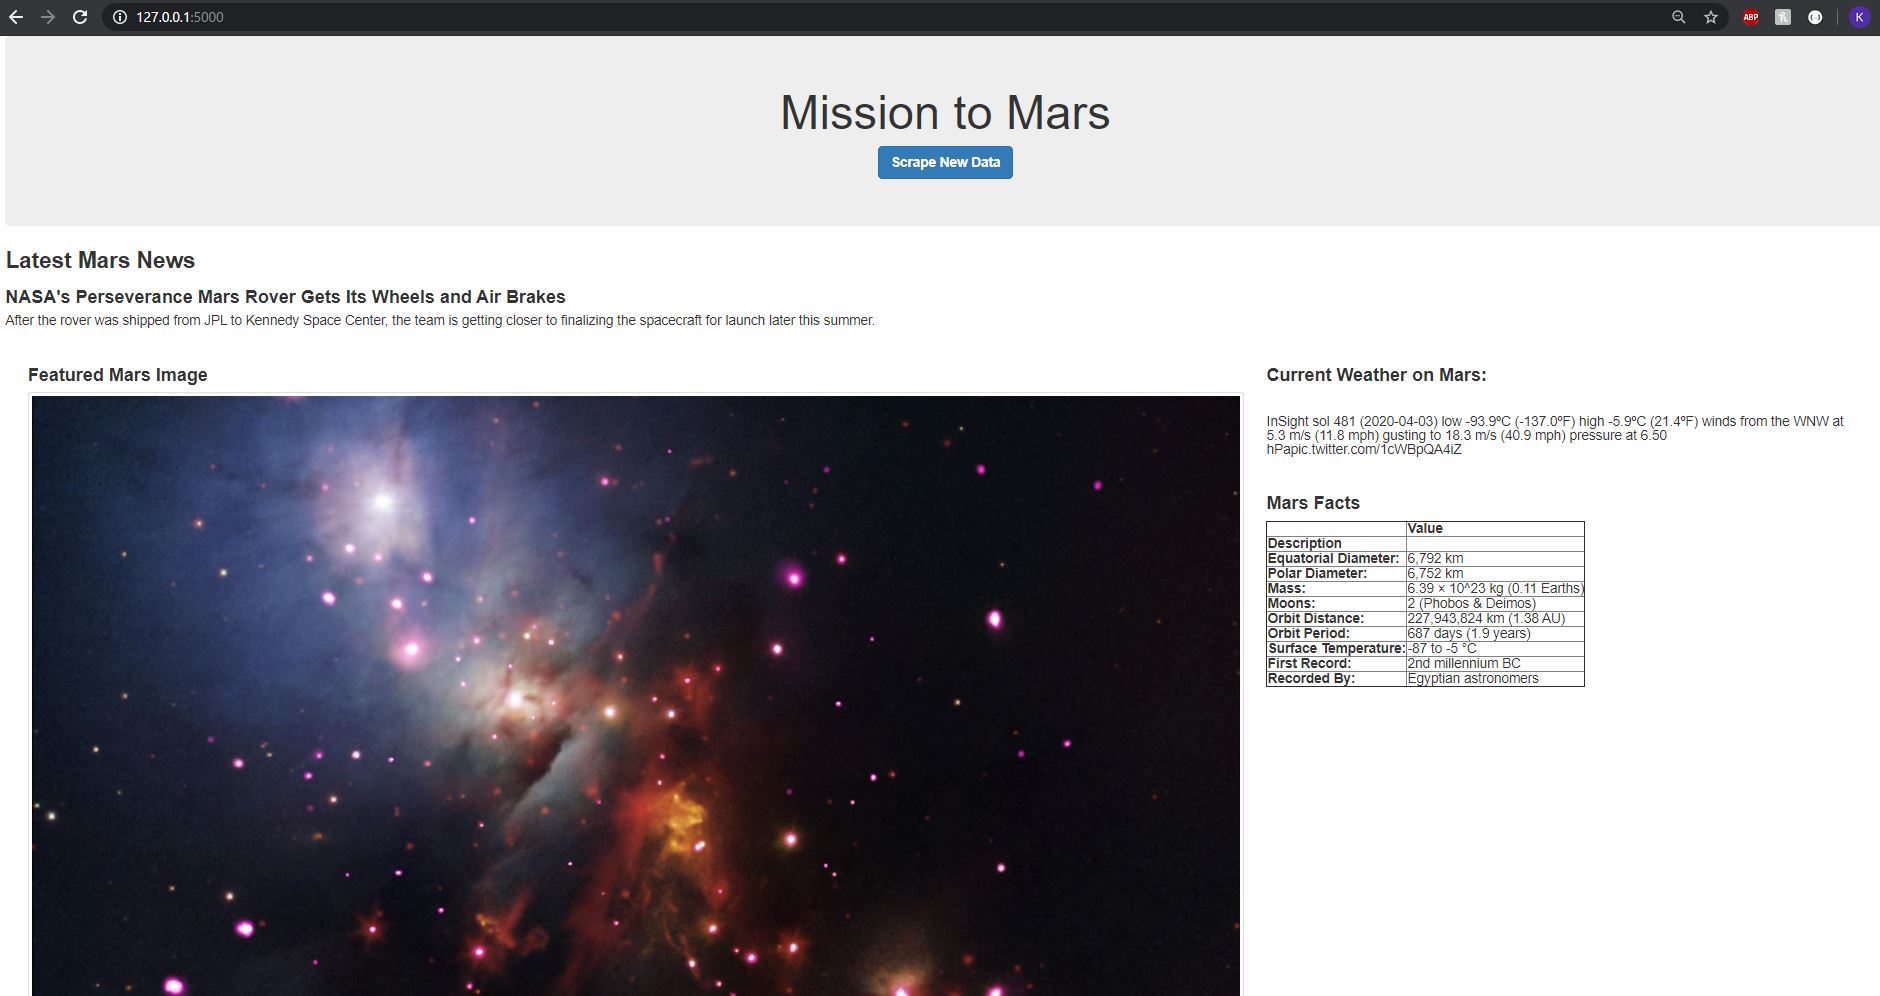 127.0.0.1:5000
ABP
K
Mission to Mars
Scrape New Data
Latest Mars News
NASA's Perseverance Mars Rover Gets Its Wheels and Air Brakes
After the rover was shipped from JPL to Kennedy Space Center, the team is getting closer to finalizing the spacecraft for launch later this summer.
Featured Mars Image
Current Weather on Mars:
InSight sol 481 (2020-04-03) low -93.9ºC (-137.0ºF) high -5.9ºC (21.4ºF) winds from the WNW at
5.3 m/s (11.8 mph) gusting to 18.3 m/s (40.9 mph) pressure at 6.50
hPapic.twitter.com/1cWBpQA4iZ
Mars Facts
Value
Description
Equatorial Diameter: 6,792 km
Polar Diameter: 6,752 km
Mass: 6.39 × 10^23 kg (0.11 Earths)
Moons: 2 (Phobos & Deimos)
Orbit Distance: 227,943,824 km (1.38 AU)
Orbit Period: 687 days (1.9 years)
Surface Temperature: -87 to -5 °C
First Record: 2nd millennium BC
Recorded By: Egyptian astronomers